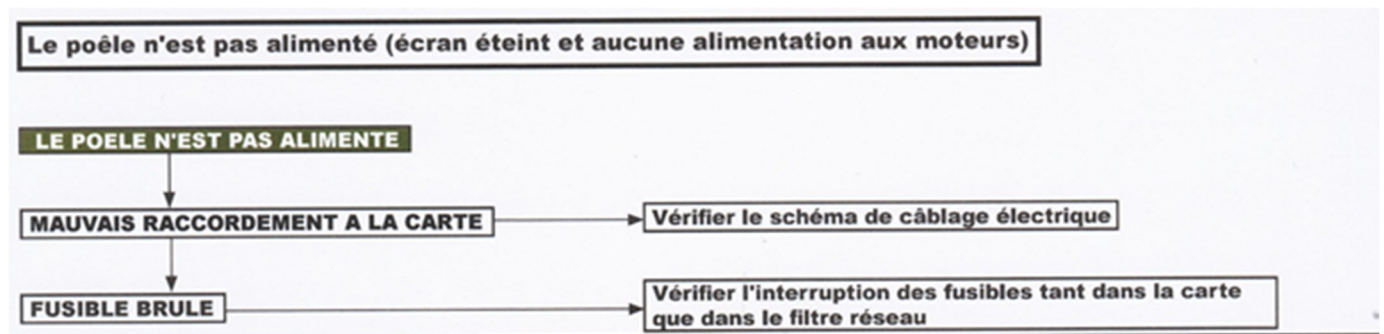 Le poêle n'est pas alimenté (écran éteint et aucune alimentation aux moteurs)
LE POELE N'EST PAS ALIMENTE
MAUVAIS RACCORDEMENT A LA CARTE
Vérifier le schéma de câblage électrique
FUSIBLE BRULE
Vérifier l'interruption des fusibles tant dans la carte
que dans le filtre réseau